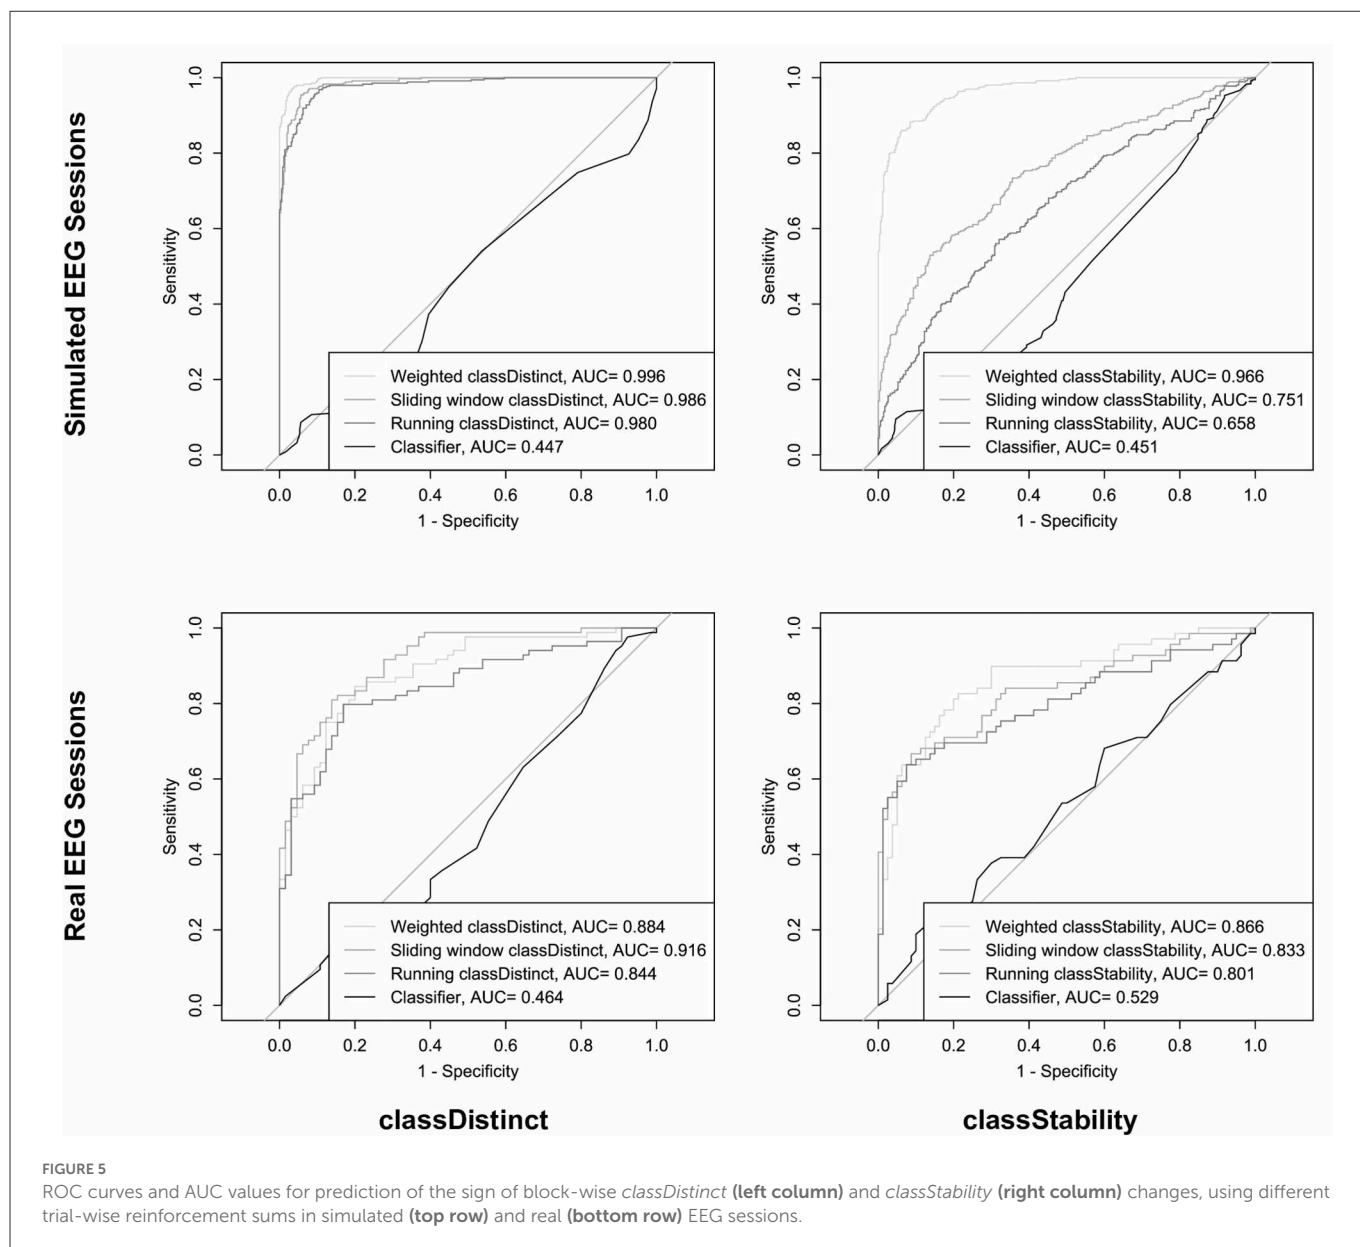 Simulated EEG Sessions
Sensitivity
1.0
0.8
0.6
0.4
0.2
0.0
Weighted classDistinct, AUC= 0.996
Sliding window classDistinct, AUC= 0.986
Running classDistinct, AUC= 0.980
Classifier, AUC= 0.447
0.0 0.2 0.4 0.6 0.8 1.0
1 - Specificity
Sensitivity
1.0
0.8
0.6
0.4
0.2
0.0
Weighted classStability, AUC= 0.966
Sliding window classStability, AUC= 0.751
Running classStability, AUC= 0.658
Classifier, AUC= 0.451
0.0 0.2 0.4 0.6 0.8 1.0
1 - Specificity
Real EEG Sessions
Sensitivity
1.0
0.8
0.6
0.4
0.2
0.0
Weighted classDistinct, AUC= 0.884
Sliding window classDistinct, AUC= 0.916
Running classDistinct, AUC= 0.844
Classifier, AUC= 0.464
0.0 0.2 0.4 0.6 0.8 1.0
1 - Specificity
classDistinct
Sensitivity
1.0
0.8
0.6
0.4
0.2
0.0
Weighted classStability, AUC= 0.866
Sliding window classStability, AUC= 0.833
Running classStability, AUC= 0.801
Classifier, AUC= 0.529
0.0 0.2 0.4 0.6 0.8 1.0
1 - Specificity
classStability
FIGURE 5
ROC curves and AUC values for prediction of the sign of block-wise classDistinct (left column) and classStability (right column) changes, using different
trial-wise reinforcement sums in simulated (top row) and real (bottom row) EEG sessions.